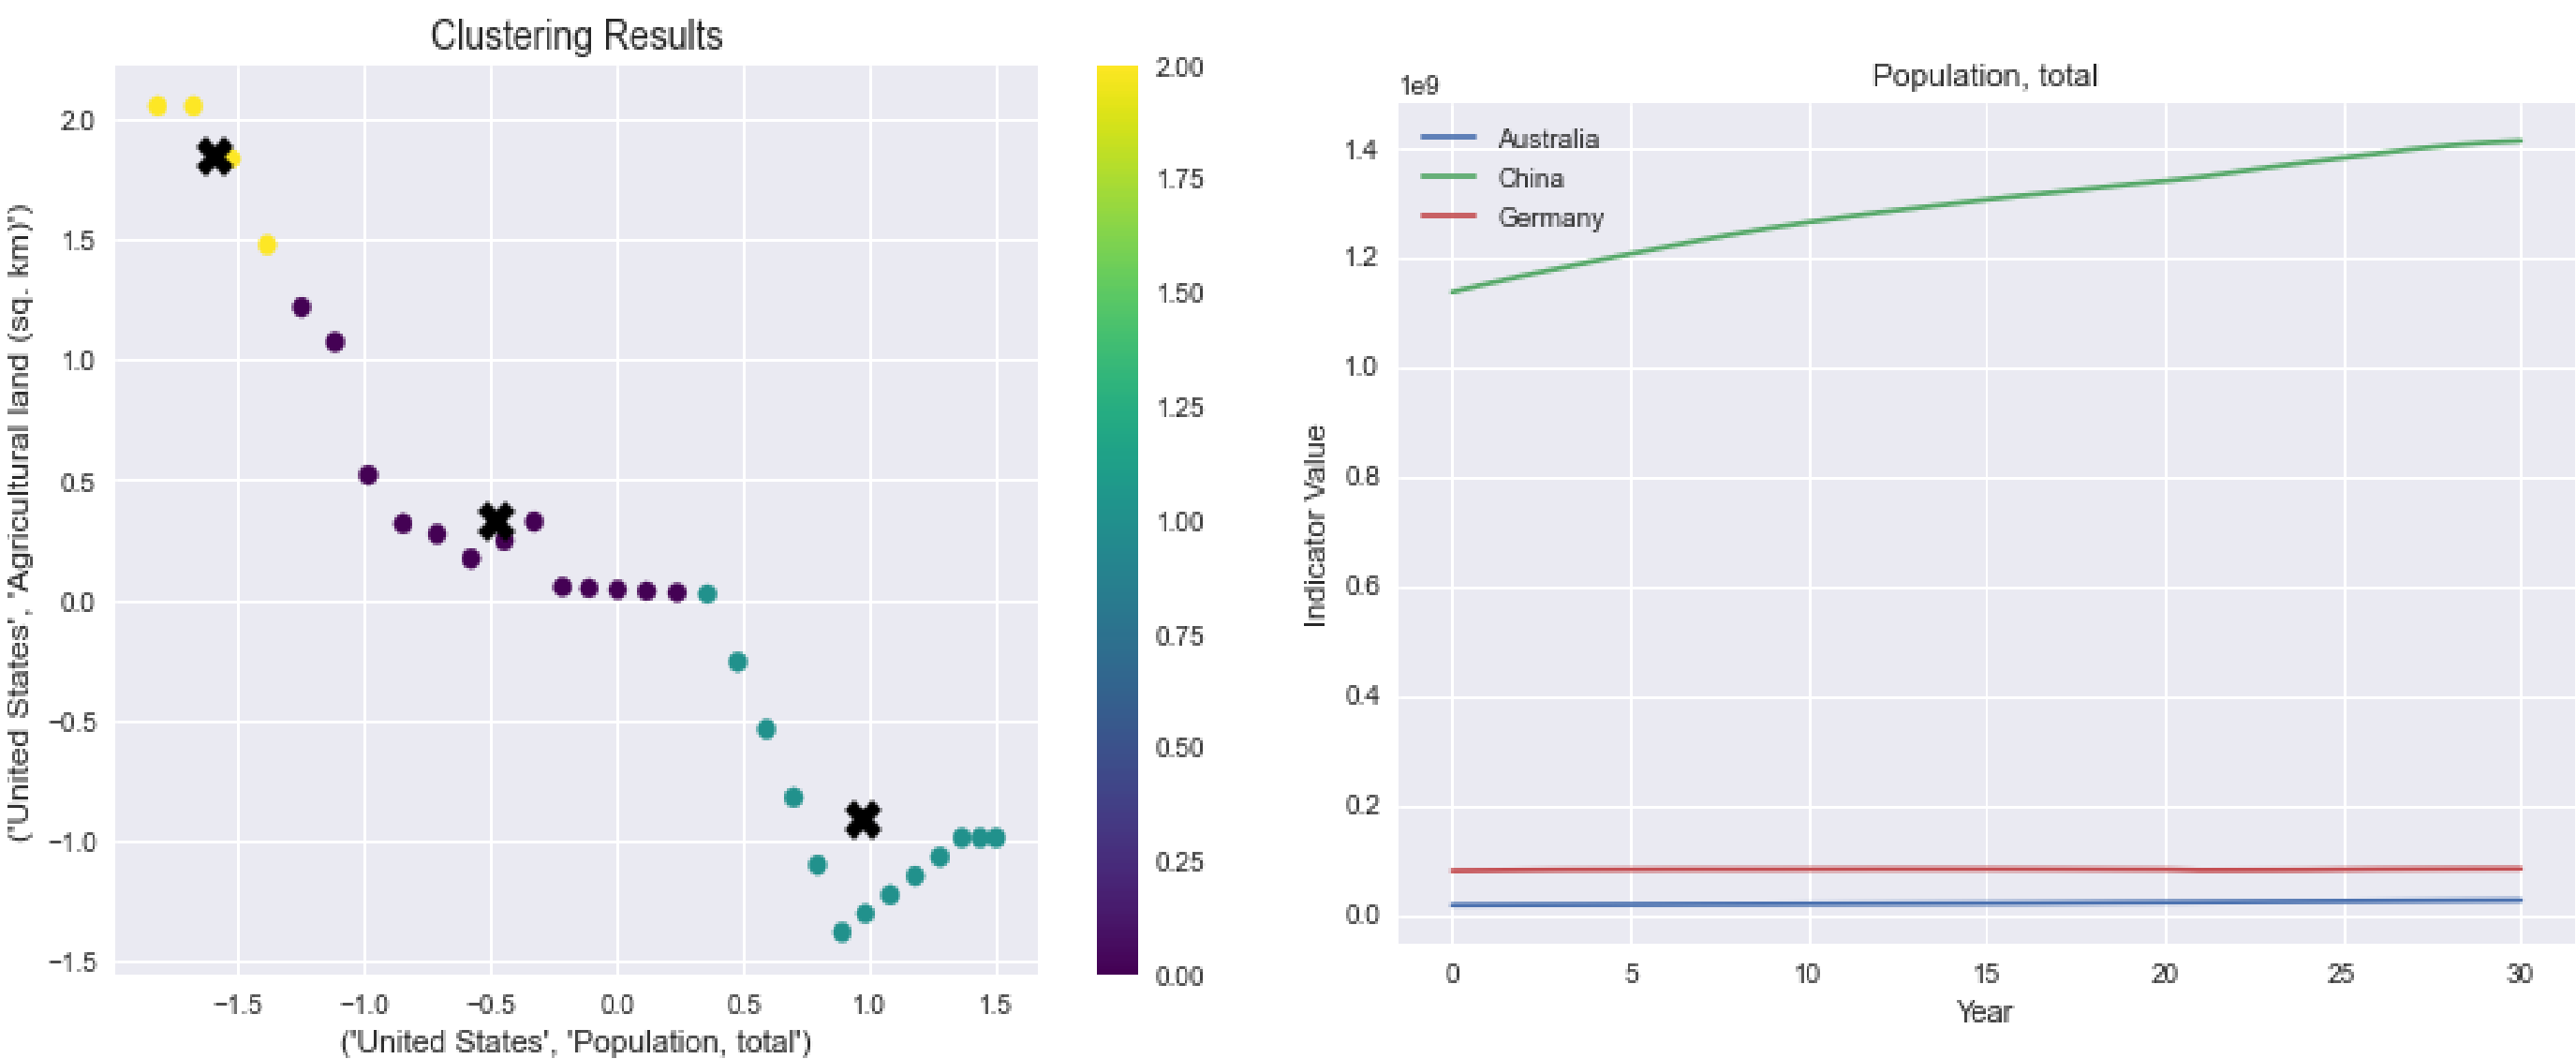 Clustering Results
2.0
1.5
1.0
0.5
0.0
−0.5
−1.0
−1.5
('United States', 'Agricultural land (sq. km)')
−1.5 −1.0 −0.5 0.0 0.5 1.0 1.5
('United States', 'Population, total')
2.00
1.75
1.50
1.25
1.00
0.75
0.50
0.25
0.00
Population, total
1e9
Australia
China
Germany
1.4
1.2
1.0
0.8
0.6
0.4
0.2
0.0
Indicator Value
0 5 10 15 20 25 30
Year